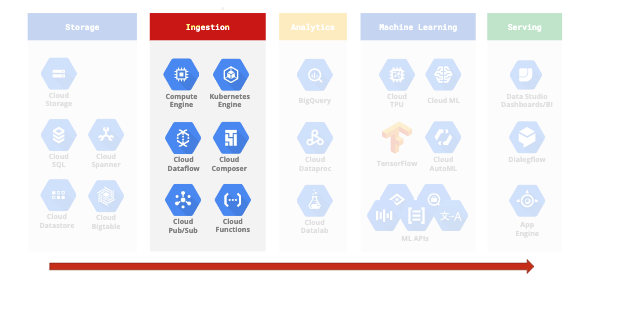 Storage
Ingestion
Analytics
Machine Learning
Serving
Cloud
Storage
Compute
Engine
Kubernetes
Engine
BigQuery
Cloud
TPU
Cloud ML
Data Studio
Dashboards/BI
Cloud
SQL
Cloud
Spanner
Cloud
Dataflow
Cloud
Composer
Cloud
Dataproc
TensorFlow
Cloud
AutoML
Dialogflow
Cloud
Datastore
Cloud
Bigtable
Cloud
Pub/Sub
Cloud
Functions
Cloud
Datalab
文-A
ML APIs
App
Engine